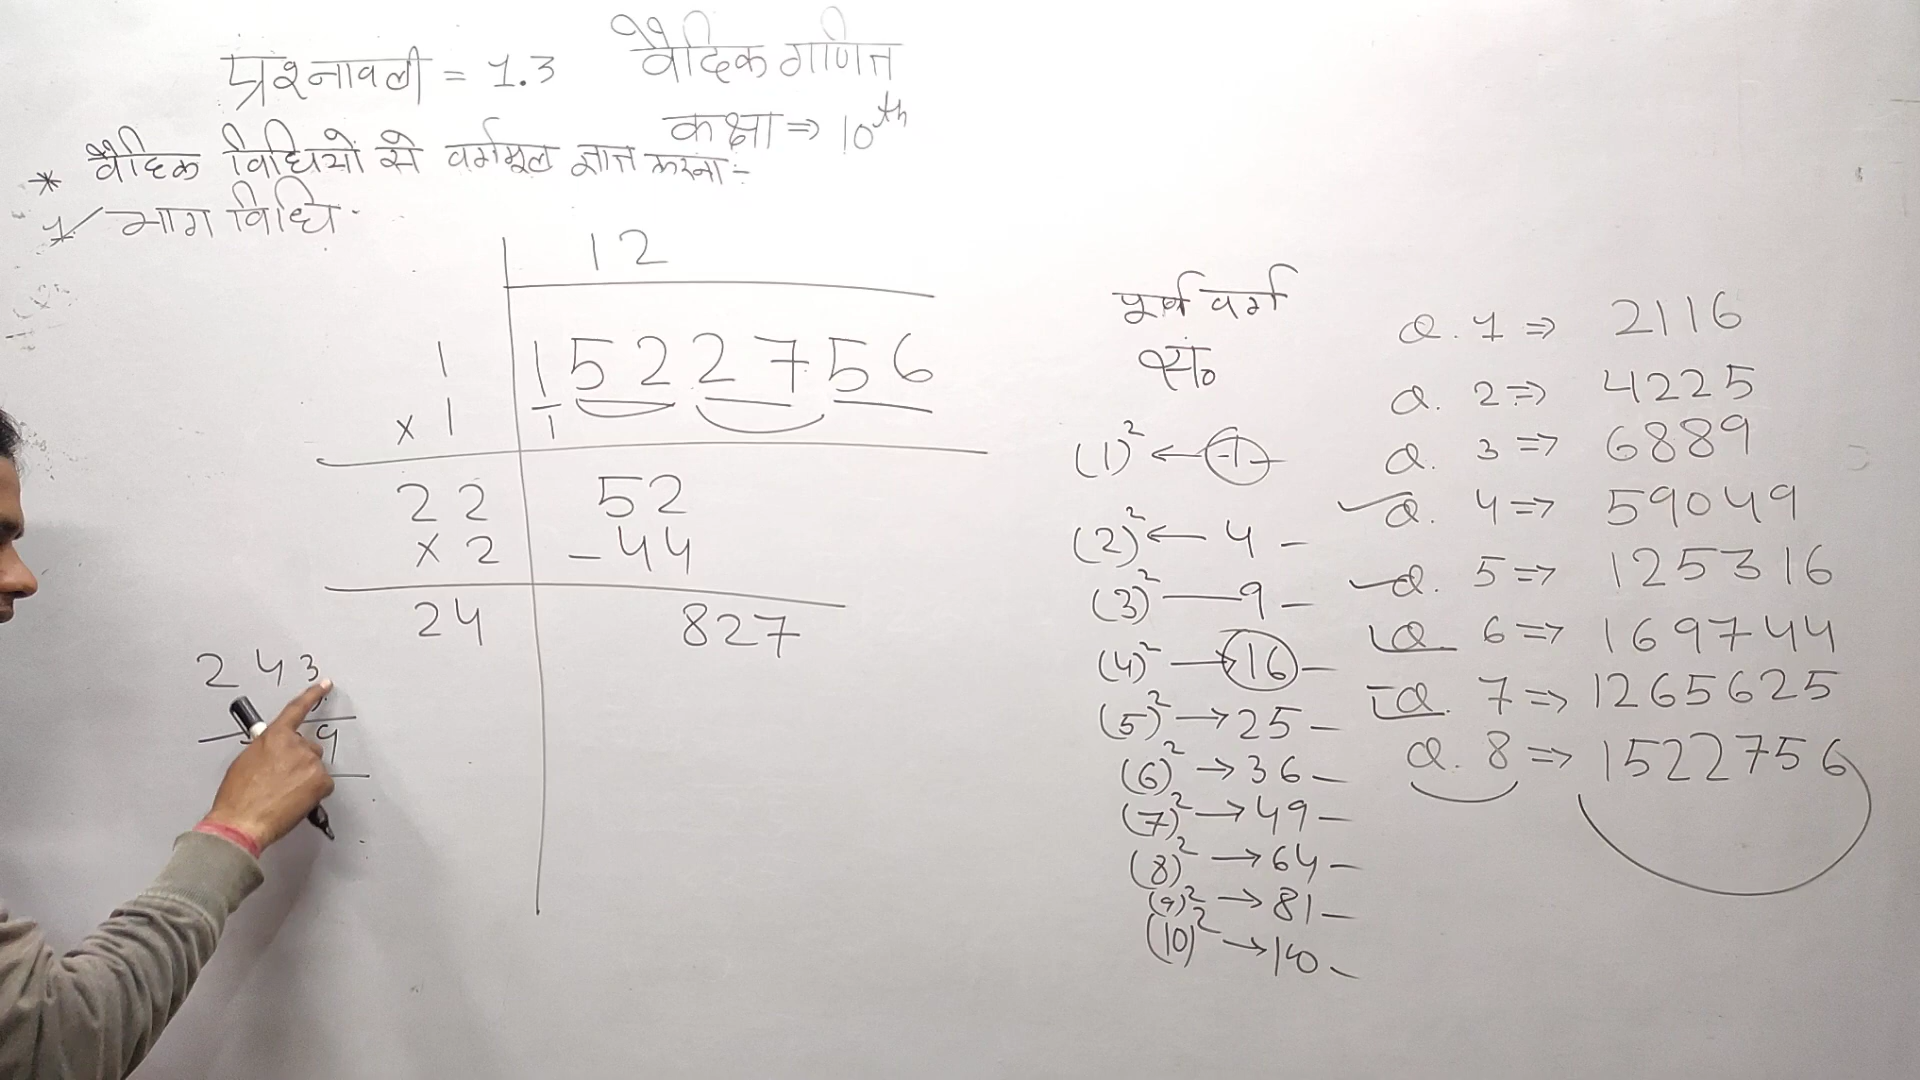 प्रश्नावली = 1.3
वैदिक गणित
कक्षा ⇒ 10th
* वैदिक विधियों से वर्गमूल ज्ञात करना :-
1 भाग विधि -
12
1 1522756
× 1 1
22 52
× 2 - 44
24 827
243
9
पूर्ण वर्ग
सं०
(1)² ← 1 -
(2)² ← 4 -
(3)² — 9 -
(4)² → 16 -
(5)² → 25 -
(6)² → 36 -
(7)² → 49 -
(8)² → 64 -
(9)² → 81 -
(10)² → 100 -
Q. 1 ⇒ 2116
Q. 2 ⇒ 4225
Q. 3 ⇒ 6889
Q. 4 ⇒ 59049
Q. 5 ⇒ 125316
Q. 6 ⇒ 169744
Q. 7 ⇒ 1265625
Q. 8 ⇒ 1522756